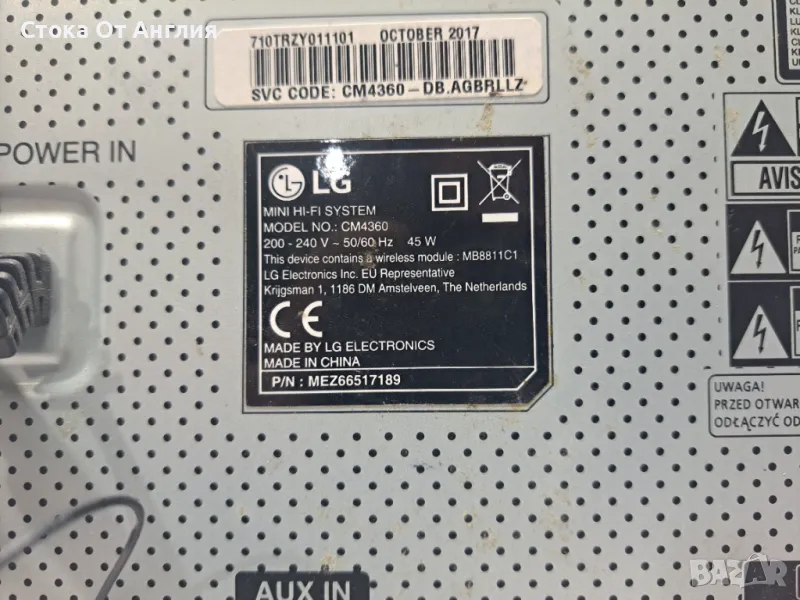 Стока От Англия
710TRZY011101 OCTOBER 2017
SVC CODE: CM4360-DB.AGBRLLZ
POWER IN
LG
MINI HI-FI SYSTEM
MODEL NO.: CM4360
200 - 240 V ~ 50/60 Hz 45 W
This device contains a wireless module : MB8811C1
LG Electronics Inc. EU Representative
Krijgsman 1, 1186 DM Amstelveen, The Netherlands
CE
MADE BY LG ELECTRONICS
MADE IN CHINA
P/N : MEZ66517189
AVIS
UWAGA!
PRZED OTWAR
ODŁĄCZYĆ OD
AUX IN
BAZAR